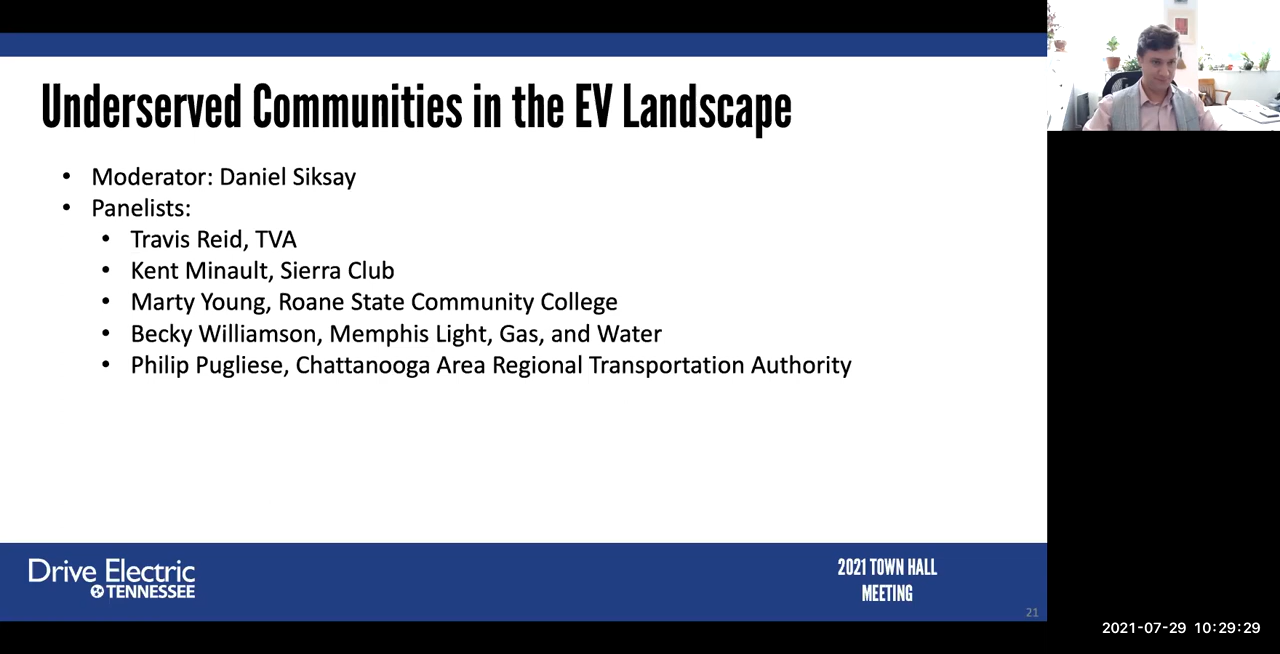 Underserved Communities in the EV Landscape
• Moderator: Daniel Siksay
• Panelists:
• Travis Reid, TVA
• Kent Minault, Sierra Club
• Marty Young, Roane State Community College
• Becky Williamson, Memphis Light, Gas, and Water
• Philip Pugliese, Chattanooga Area Regional Transportation Authority
Drive Electric
TENNESSEE
2021 TOWN HALL
MEETING
21
2021-07-29 10:29:29